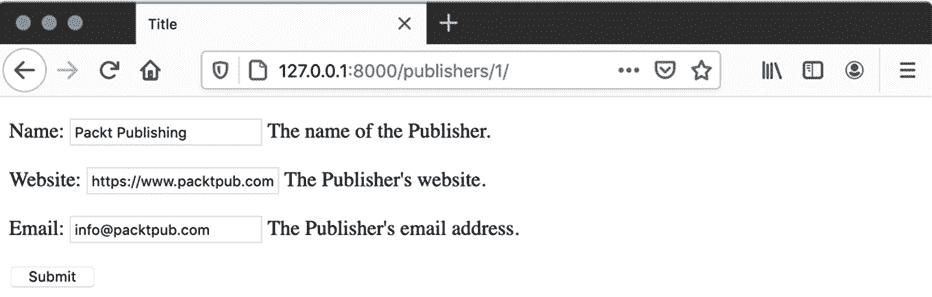 Title
127.0.0.1:8000/publishers/1/
Name: Packt Publishing The name of the Publisher.
Website: https://www.packtpub.com The Publisher's website.
Email: info@packtpub.com The Publisher's email address.
Submit